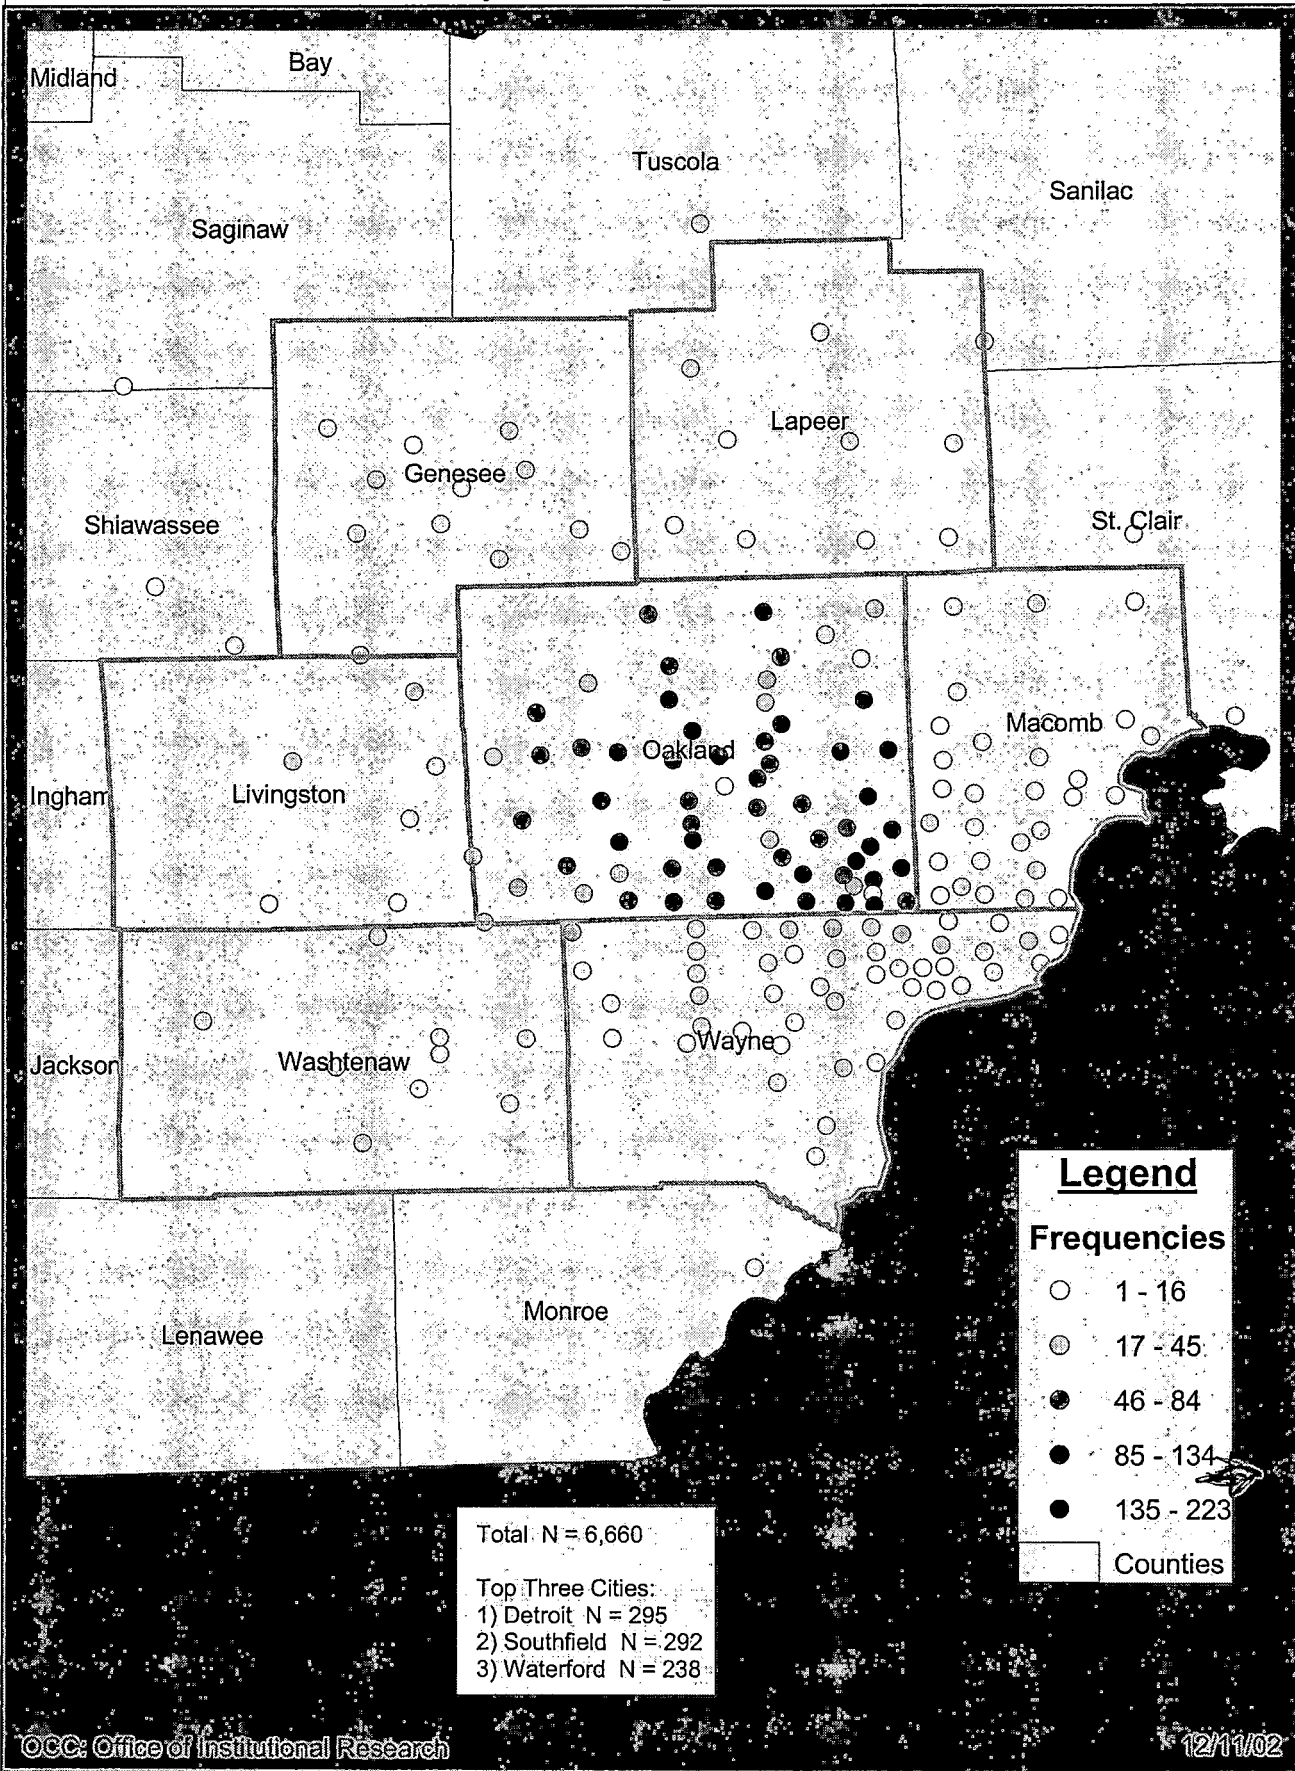 Midland
Bay
Tuscola
Sanilac
Saginaw
Lapeer
Genesee
Shiawassee
St. Clair
Macomb
Oakland
Ingham
Livingston
Wayne
Jackson
Washtenaw
Monroe
Lenawee
Legend
Frequencies
1 - 16
17 - 45
46 - 84
85 - 134
135 - 223
Counties
Total N = 6,660
Top Three Cities:
1) Detroit N = 295
2) Southfield N = 292
3) Waterford N = 238
OCC: Office of Institutional Research
12/11/02